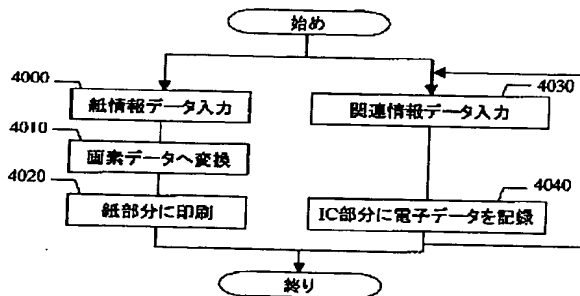 始め
4000
紙情報データ入力
4010
画素データへ変換
4020
紙部分に印刷
4030
関連情報データ入力
4040
IC部分に電子データを記録
終り